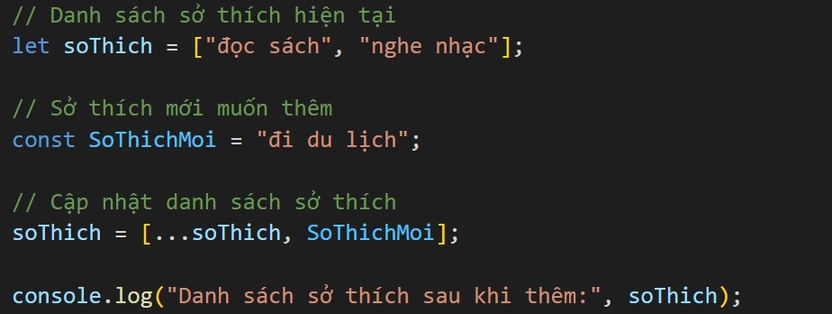 // Danh sách sở thích hiện tại
let soThich = ["đọc sách", "nghe nhạc"];
// Sở thích mới muốn thêm
const SoThichMoi = "đi du lịch";
// Cập nhật danh sách sở thích
soThich = [...soThich, SoThichMoi];
console.log("Danh sách sở thích sau khi thêm:", soThich);